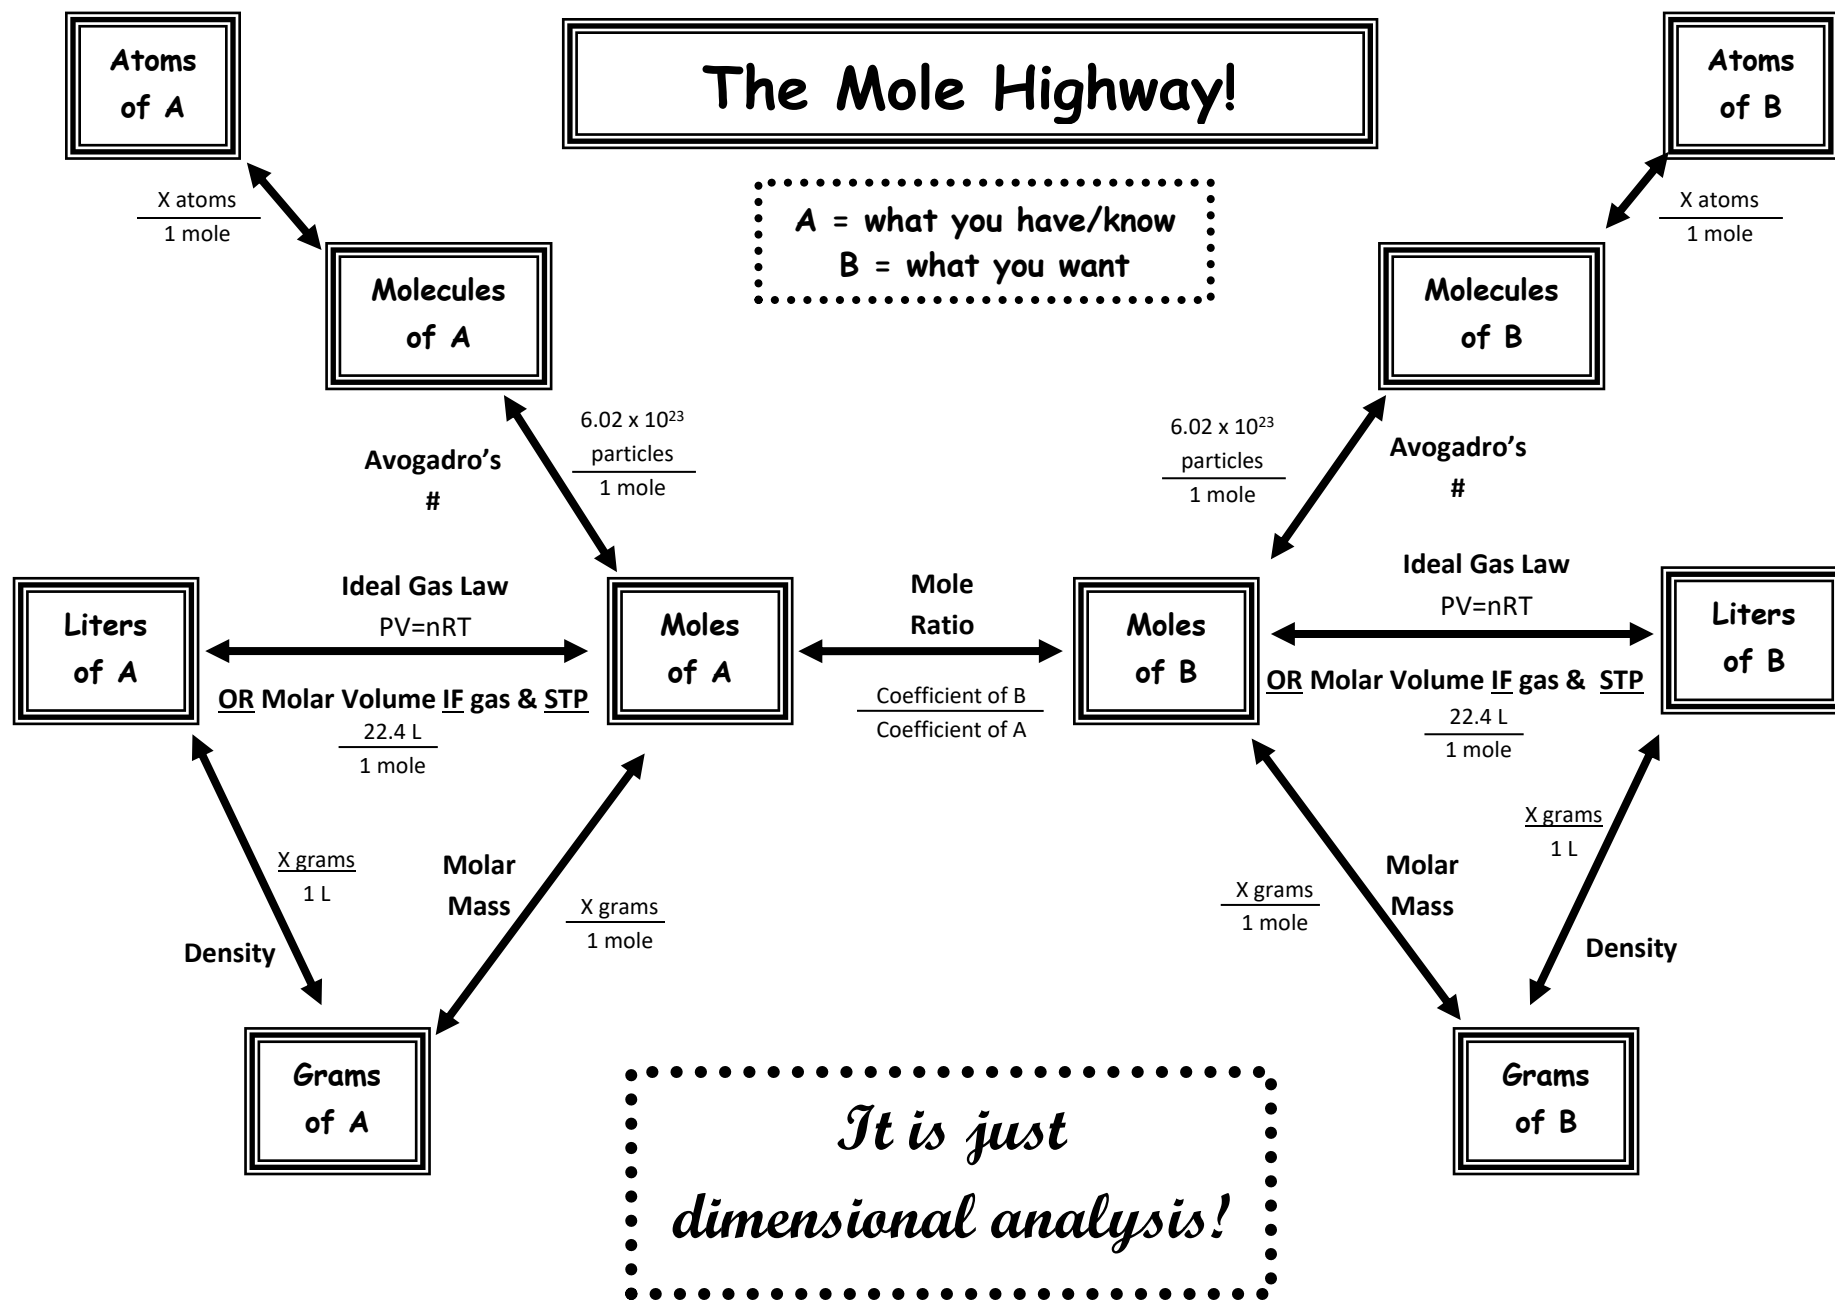 Atoms
of A
The Mole Highway!
Atoms
of B
X atoms
1 mole
A = what you have/know
B = what you want
X atoms
1 mole
Molecules
of A
Molecules
of B
Avogadro’s
#
6.02 x 10²³
particles
1 mole
6.02 x 10²³
particles
1 mole
Avogadro’s
#
Liters
of A
Ideal Gas Law
PV=nRT
OR Molar Volume IF gas & STP
22.4 L
1 mole
Moles
of A
Mole
Ratio
Coefficient of B
Coefficient of A
Moles
of B
Ideal Gas Law
PV=nRT
OR Molar Volume IF gas & STP
22.4 L
1 mole
Liters
of B
X grams
1 L
Density
Molar
Mass
X grams
1 mole
X grams
1 mole
Molar
Mass
X grams
1 L
Density
Grams
of A
It is just
dimensional analysis!
Grams
of B